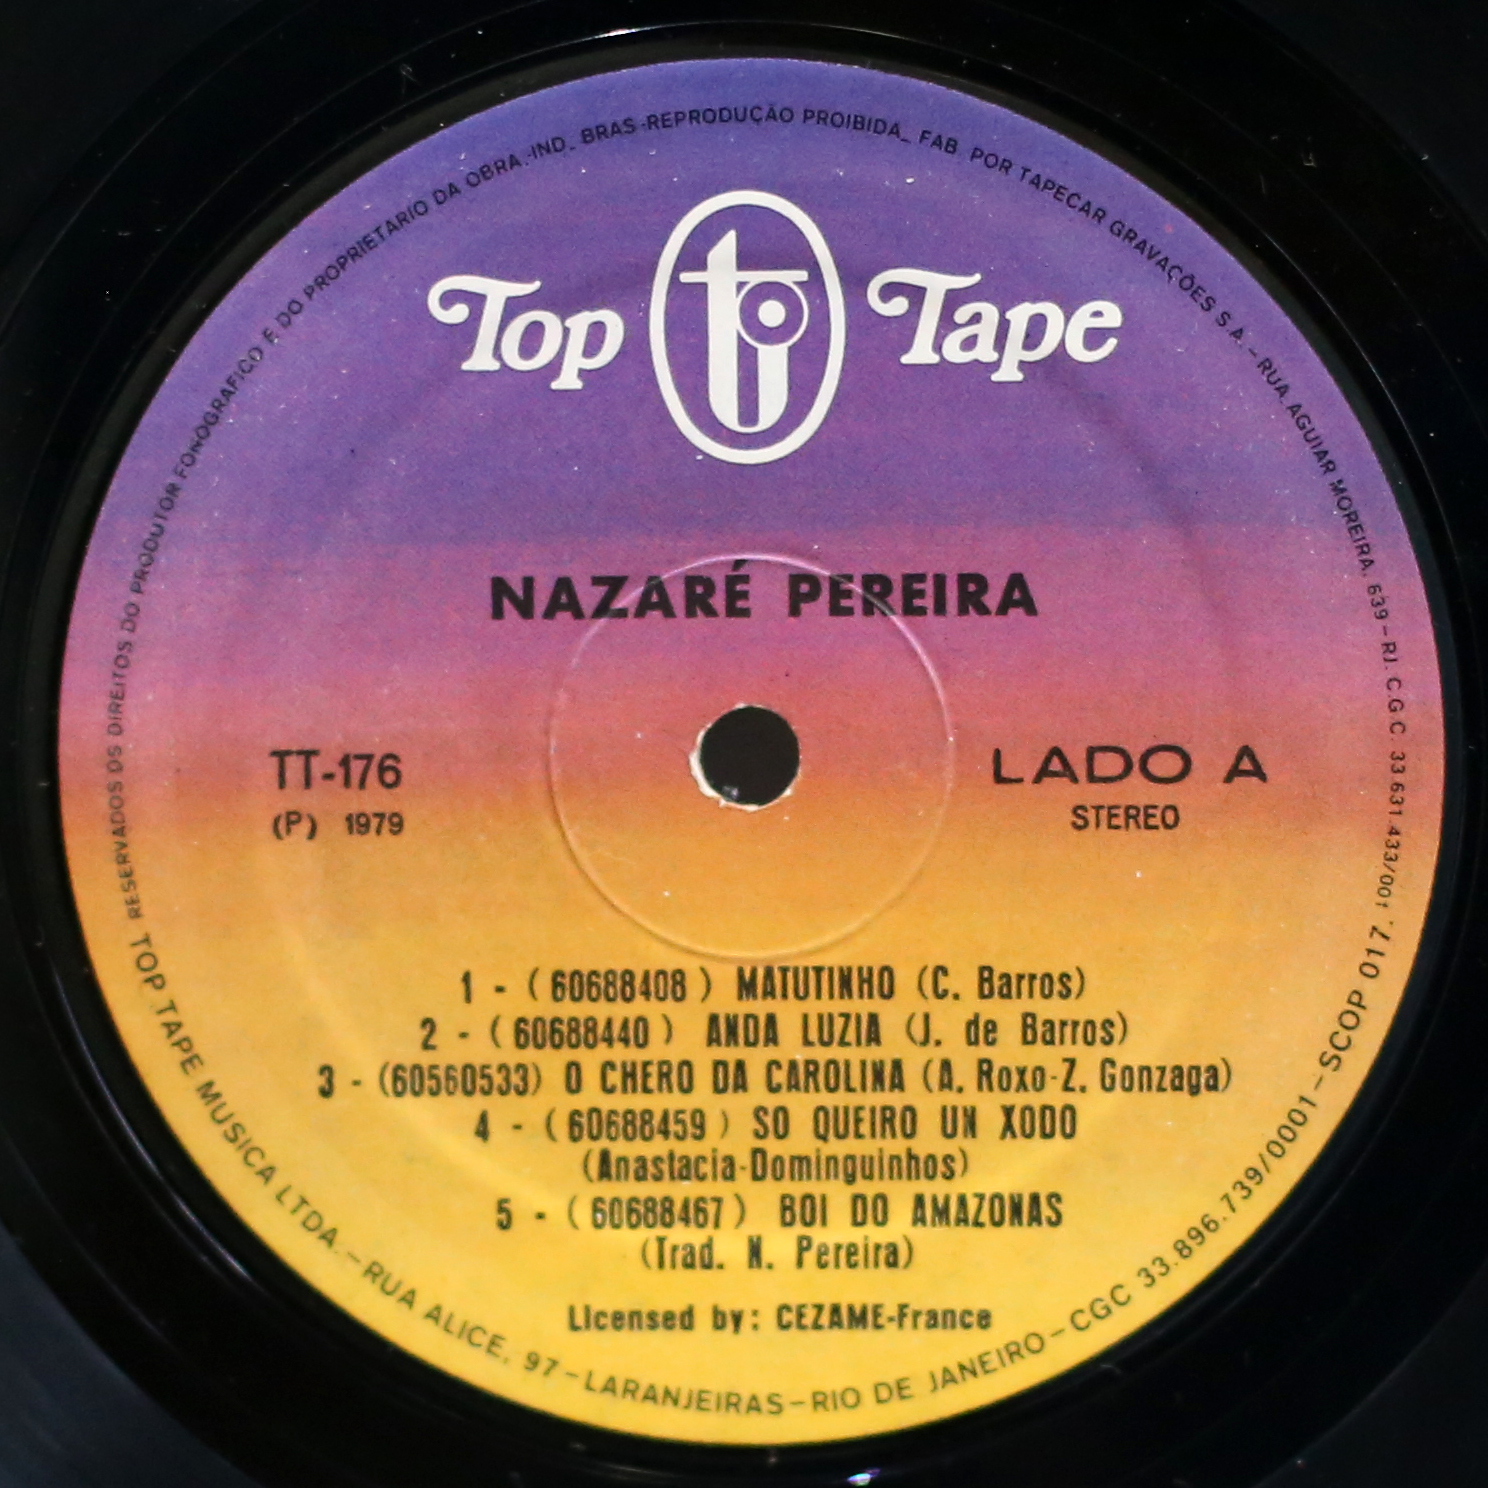 RESERVADOS OS DIREITOS DO PRODUTOR FONOGRAFICO E DO PROPRIETARIO DA OBRA.-IND. BRAS.-REPRODUÇÃO PROIBIDA_ FAB. POR TAPECAR GRAVAÇÕES S.A. – RUA AGUIAR MOREIRA, 639 – RJ. C.G.C. 33 631.433/001
Top Tape
NAZARÉ PEREIRA
TT-176
(P) 1979
LADO A
STEREO
1 - ( 60688408 ) MATUTINHO (C. Barros)
2 - ( 60688440 ) ANDA LUZIA (J. de Barros)
3 - (60560533) O CHERO DA CAROLINA (A. Roxo-Z. Gonzaga)
4 - ( 60688459 ) SO QUEIRO UN XODO
(Anastacia-Dominguinhos)
5 - ( 60688467 ) BOI DO AMAZONAS
(Trad. N. Pereira)
Licensed by: CEZAME-France
TOP TAPE MUSICA LTDA. – RUA ALICE, 97 – LARANJEIRAS – RIO DE JANEIRO – CGC 33.896.739/0001 – SCOP 017.